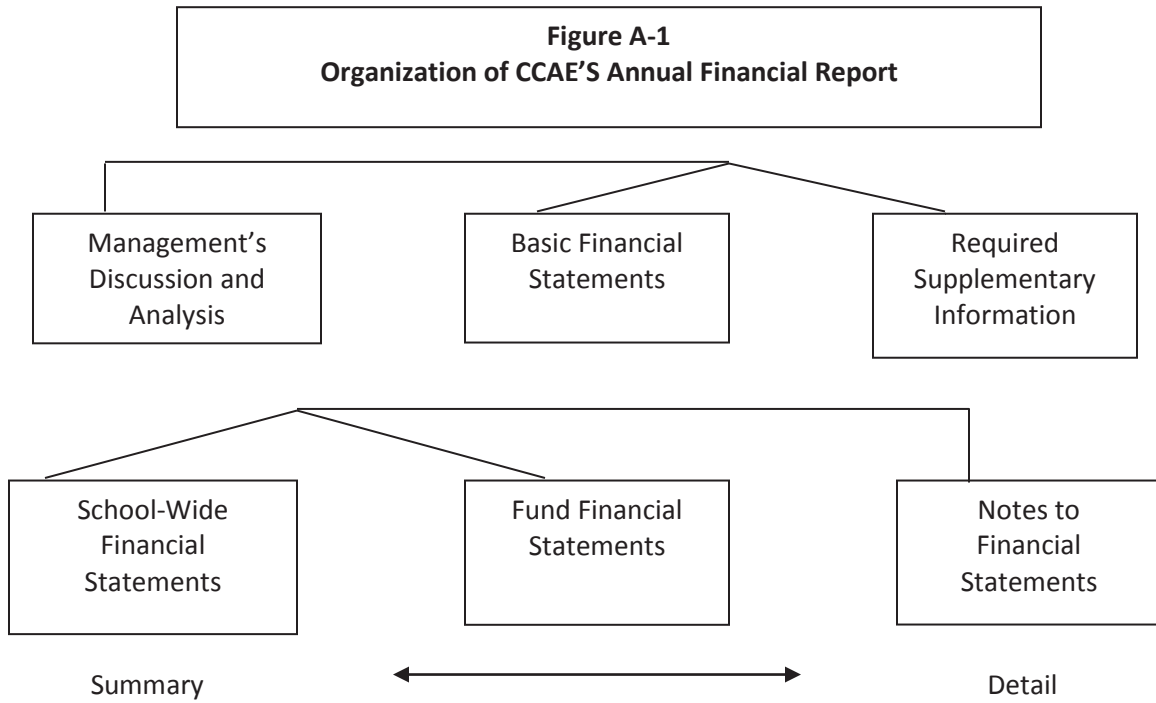 Figure A-1
Organization of CCAE’S Annual Financial Report
Management’s
Discussion and
Analysis
Basic Financial
Statements
Required
Supplementary
Information
School-Wide
Financial
Statements
Fund Financial
Statements
Notes to
Financial
Statements
Summary
Detail